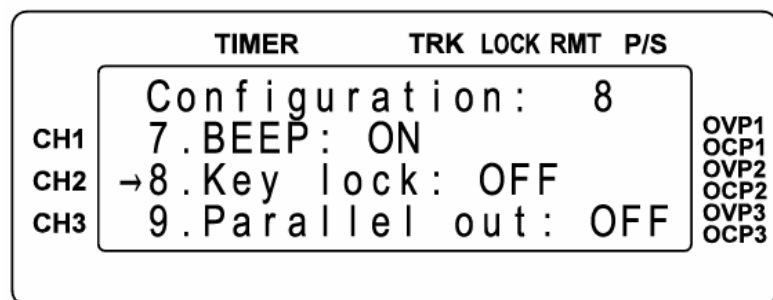 TIMER TRK LOCK RMT P/S
Configuration: 8
CH1 7.BEEP: ON OVP1
OCP1
CH2 →8.Key lock: OFF OVP2
OCP2
CH3 9.Parallel out: OFF OVP3
OCP3